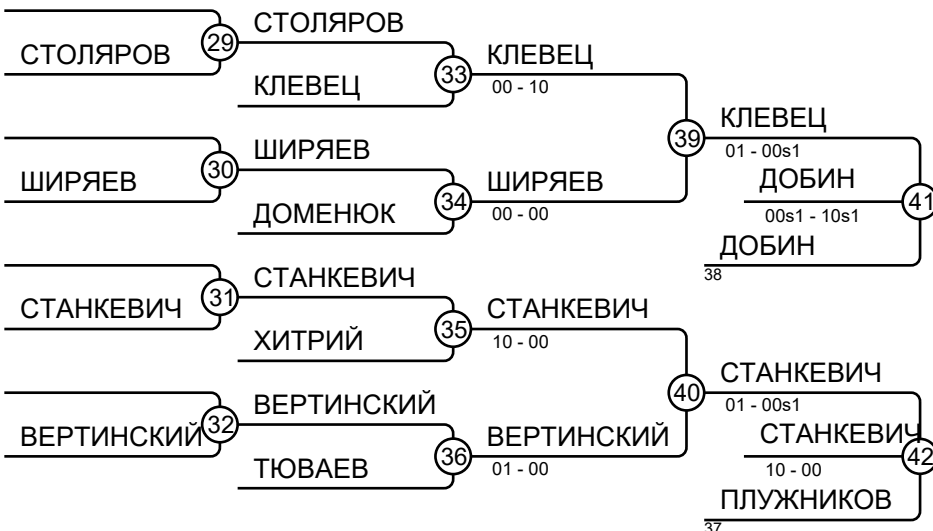 СТОЛЯРОВ
29
СТОЛЯРОВ
КЛЕВЕЦ
33
КЛЕВЕЦ
00 - 10
ШИРЯЕВ
30
ШИРЯЕВ
ДОМЕНЮК
34
ШИРЯЕВ
00 - 00
39
КЛЕВЕЦ
01 - 00s1
ДОБИН
00s1 - 10s1
41
ДОБИН
38
СТАНКЕВИЧ
31
СТАНКЕВИЧ
ХИТРИЙ
35
СТАНКЕВИЧ
10 - 00
ВЕРТИНСКИЙ
32
ВЕРТИНСКИЙ
ТЮВАЕВ
36
ВЕРТИНСКИЙ
01 - 00
40
СТАНКЕВИЧ
01 - 00s1
СТАНКЕВИЧ
10 - 00
42
ПЛУЖНИКОВ
37